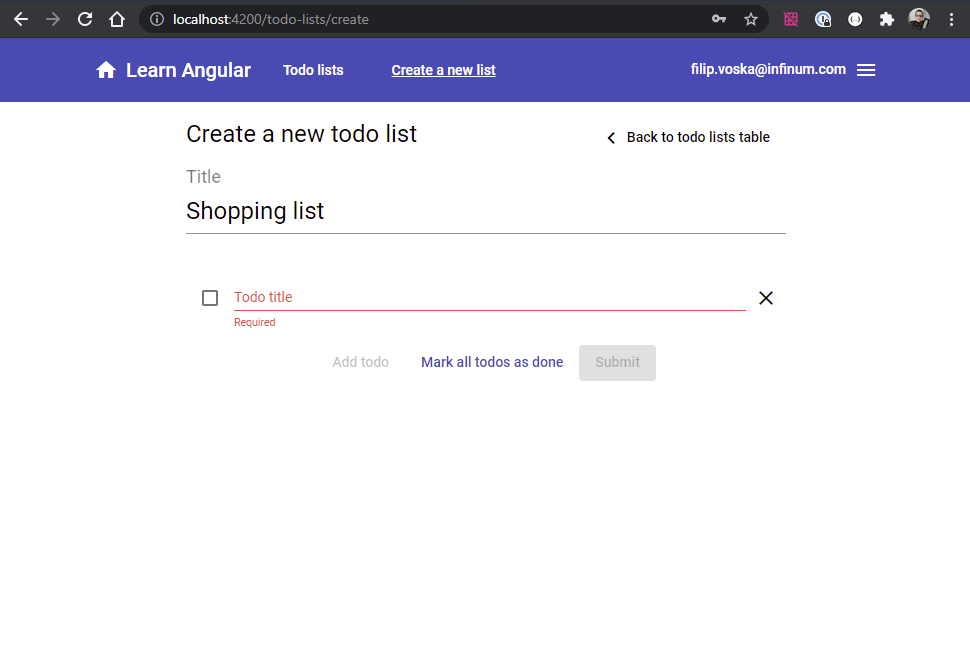 localhost:4200/todo-lists/create
Learn Angular Todo lists Create a new list filip.voska@infinum.com
Create a new todo list Back to todo lists table
Title
Shopping list
Todo title
Required
Add todo Mark all todos as done Submit